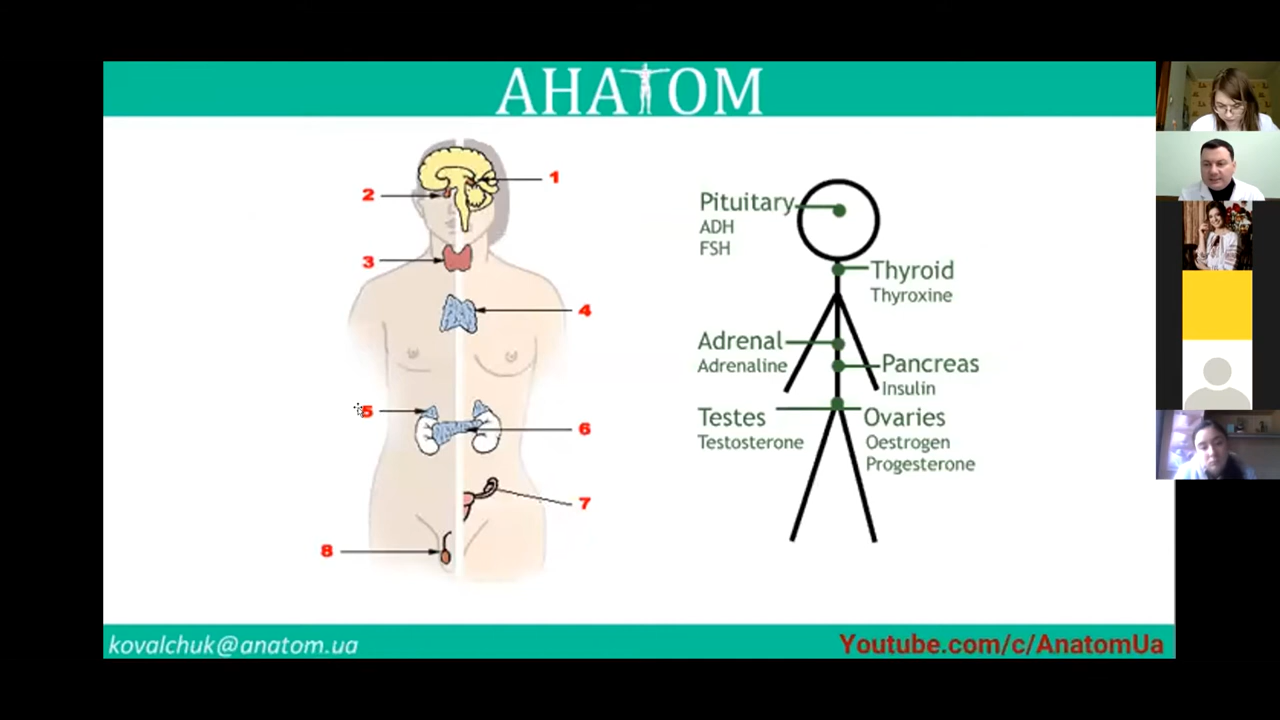 АНАТОМ
1
2
3
4
5
6
7
8
Pituitary
ADH
FSH
Thyroid
Thyroxine
Adrenal
Adrenaline
Pancreas
Insulin
Testes
Testosterone
Ovaries
Oestrogen
Progesterone
kovalchuk@anatom.ua
Youtube.com/c/AnatomUa